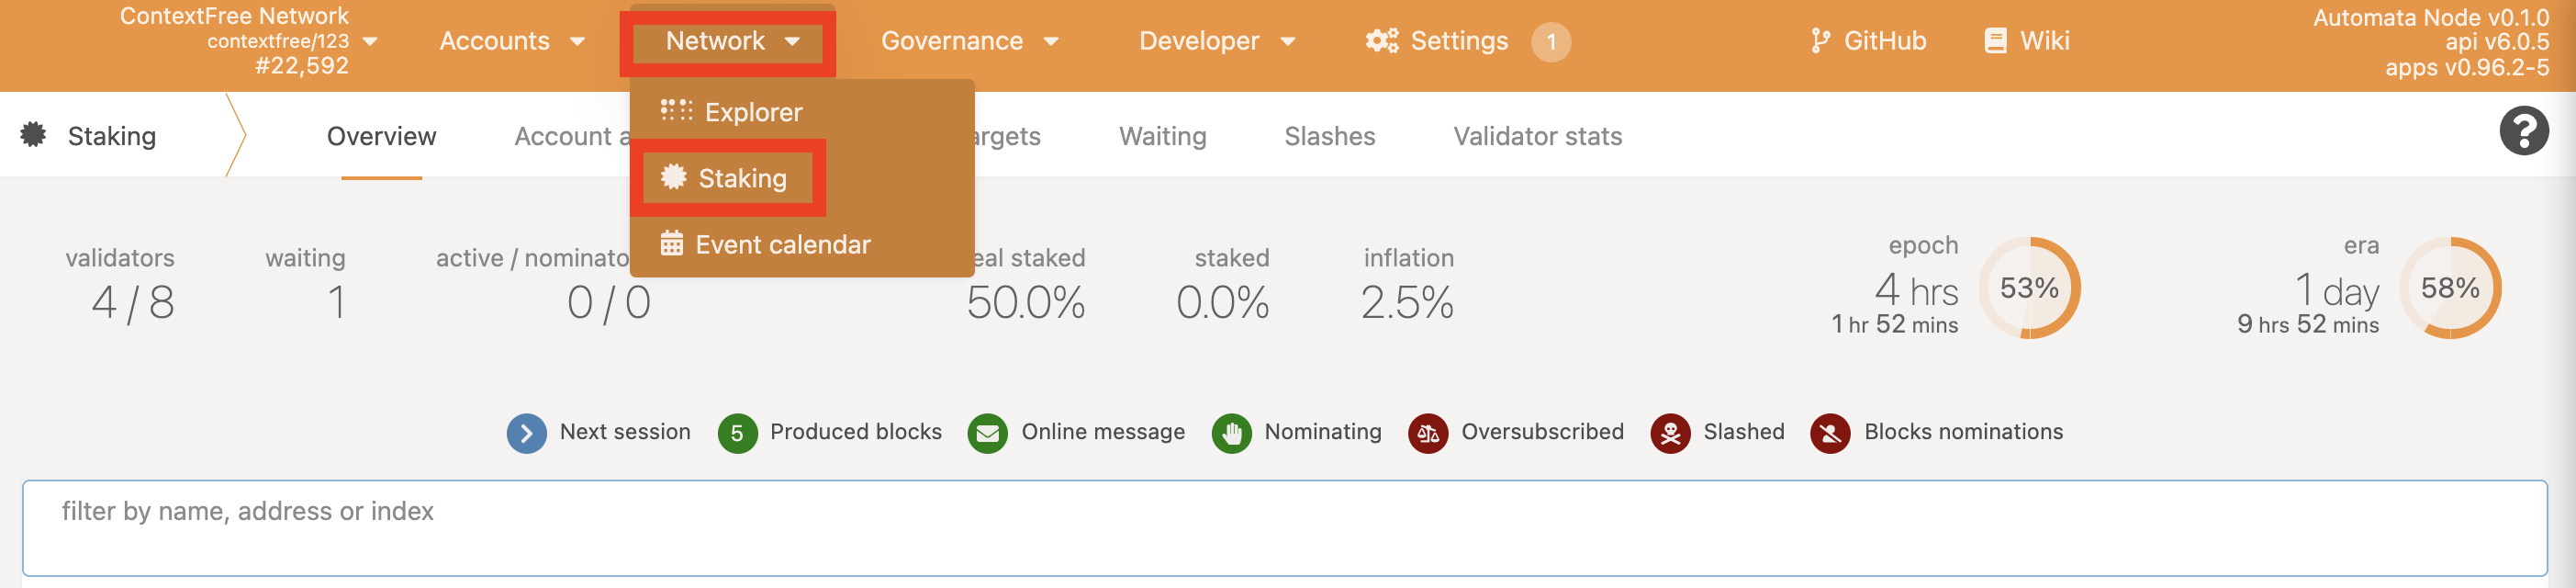 ContextFree Network
contextfree/123
#22,592
Accounts
Network
Governance
Developer
Settings
1
GitHub
Wiki
Automata Node v0.1.0
api v6.0.5
apps v0.96.2-5
Explorer
Staking
Event calendar
Staking
Overview
Account a
argets
Waiting
Slashes
Validator stats
?
validators
4 / 8
waiting
1
active / nominato
0 / 0
eal staked
50.0%
staked
0.0%
inflation
2.5%
epoch
4 hrs
1 hr 52 mins
53%
era
1 day
9 hrs 52 mins
58%
Next session
5 Produced blocks
Online message
Nominating
Oversubscribed
Slashed
Blocks nominations
filter by name, address or index